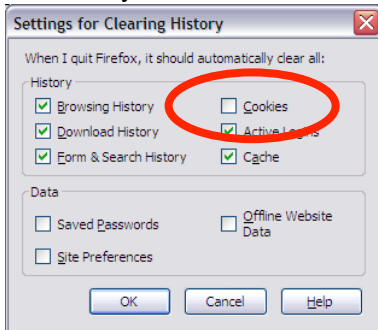 Settings for Clearing History
When I quit Firefox, it should automatically clear all:
History
Browsing History
Cookies
Download History
Active Logins
Form & Search History
Cache
Data
Saved Passwords
Offline Website
Data
Site Preferences
OK
Cancel
Help